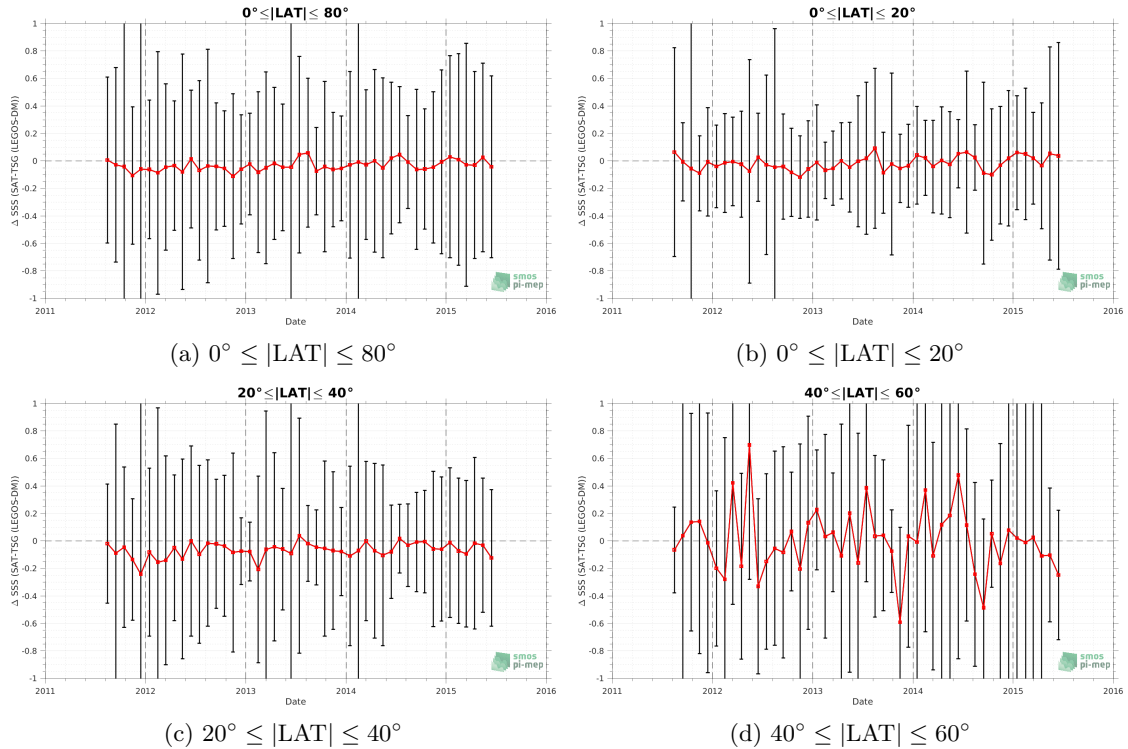 0°≤|LAT|≤ 80°
Δ SSS (SAT-TSG (LEGOS-DM))
1
0.8
0.6
0.4
0.2
0
-0.2
-0.4
-0.6
-0.8
-1
2011
2012
2013
2014
2015
2016
Date
smos
pi-mep
(a) 0° ≤ |LAT| ≤ 80°
0°≤|LAT|≤ 20°
Δ SSS (SAT-TSG (LEGOS-DM))
1
0.8
0.6
0.4
0.2
0
-0.2
-0.4
-0.6
-0.8
-1
2011
2012
2013
2014
2015
2016
Date
smos
pi-mep
(b) 0° ≤ |LAT| ≤ 20°
20°≤|LAT|≤ 40°
Δ SSS (SAT-TSG (LEGOS-DM))
1
0.8
0.6
0.4
0.2
0
-0.2
-0.4
-0.6
-0.8
-1
2011
2012
2013
2014
2015
2016
Date
smos
pi-mep
(c) 20° ≤ |LAT| ≤ 40°
40°≤|LAT|≤ 60°
Δ SSS (SAT-TSG (LEGOS-DM))
1
0.8
0.6
0.4
0.2
0
-0.2
-0.4
-0.6
-0.8
-1
2011
2012
2013
2014
2015
2016
Date
smos
pi-mep
(d) 40° ≤ |LAT| ≤ 60°